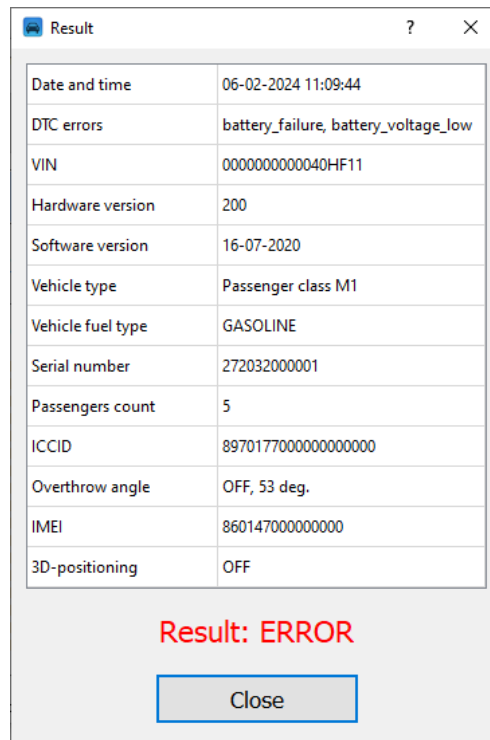 Result ? ×
Date and time 06-02-2024 11:09:44
DTC errors battery_failure, battery_voltage_low
VIN 0000000000040HF11
Hardware version 200
Software version 16-07-2020
Vehicle type Passenger class M1
Vehicle fuel type GASOLINE
Serial number 272032000001
Passengers count 5
ICCID 8970177000000000000
Overthrow angle OFF, 53 deg.
IMEI 860147000000000
3D-positioning OFF
Result: ERROR
Close